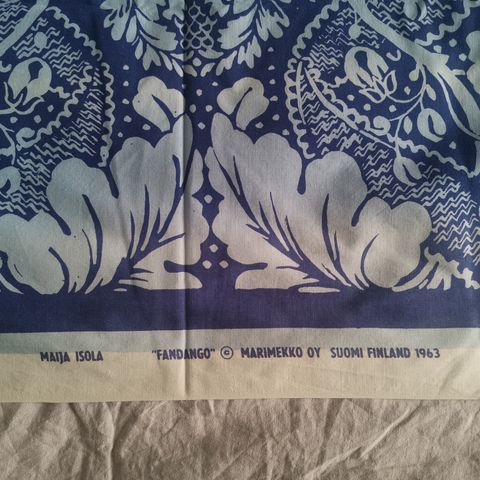 MAIJA ISOLA "FANDANGO" © MARIMEKKO OY SUOMI FINLAND 1963